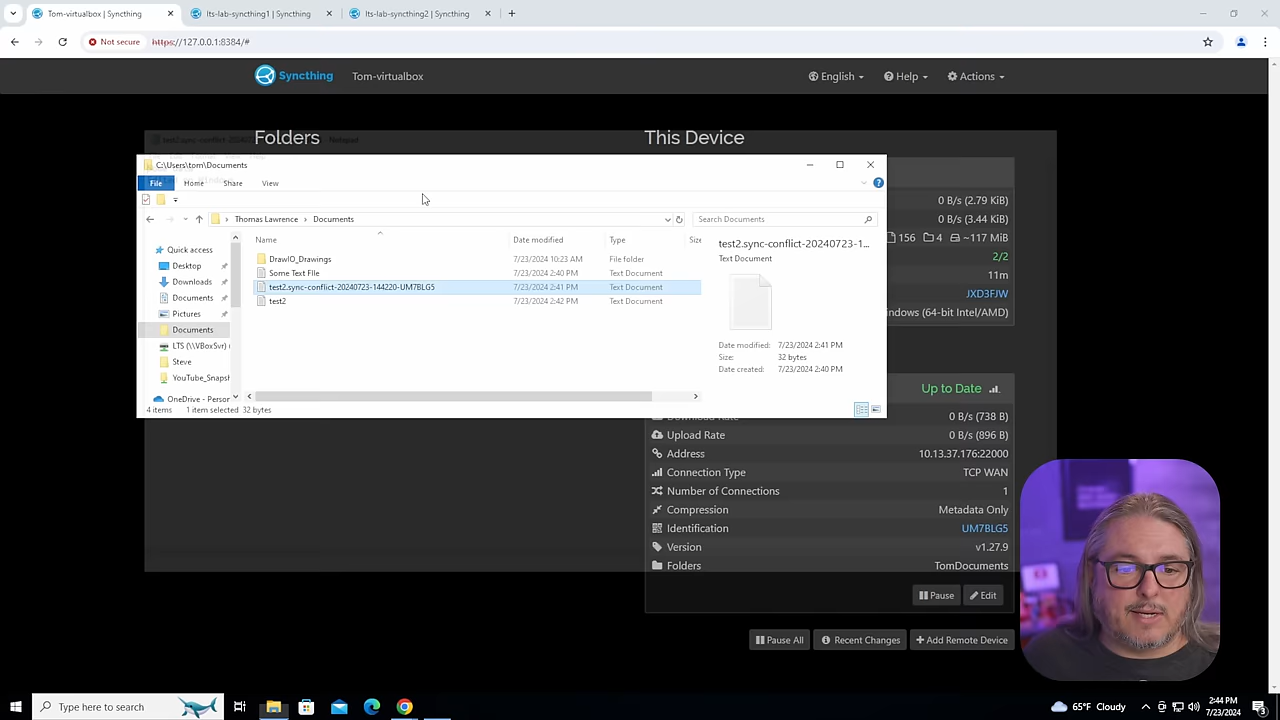 Tom-virtualbox | Syncthing
lts-lab-syncthing1 | Syncthing
lts-lab-syncthing2 | Syncthing
Not secure
https://127.0.0.1:8384/#
Syncthing
Tom-virtualbox
English
Help
Actions
Folders
This Device
C:\Users\tom\Documents
File Home Share View
Thomas Lawrence > Documents
Search Documents
Name Date modified Type Size
DrawIO_Drawings 7/23/2024 10:23 AM File folder
Some Text FIle 7/23/2024 2:40 PM Text Document
test2.sync-conflict-20240723-144220-UM7BLG5 7/23/2024 2:41 PM Text Document
test2 7/23/2024 2:42 PM Text Document
Quick access
Desktop
Downloads
Documents
Pictures
Documents
LTS (\\VBoxSvr) (
Steve
YouTube_Snapsh
OneDrive - Person
4 items 1 item selected 32 bytes
test2.sync-conflict-20240723-1...
Text Document
Date modified: 7/23/2024 2:41 PM
Size: 32 bytes
Date created: 7/23/2024 2:40 PM
0 B/s (2.79 KiB)
0 B/s (3.44 KiB)
156 4 ~117 MiB
2/2
11m
JXD3FJW
(64-bit Intel/AMD)
Up to Date
Download Rate 0 B/s (738 B)
Upload Rate 0 B/s (896 B)
Address 10.13.37.176:22000
Connection Type TCP WAN
Number of Connections 1
Compression Metadata Only
Identification UM7BLG5
Version v1.27.9
Folders TomDocuments
Pause
Edit
Pause All
Recent Changes
Add Remote Device
Type here to search
65°F Cloudy
2:44 PM
7/23/2024
3